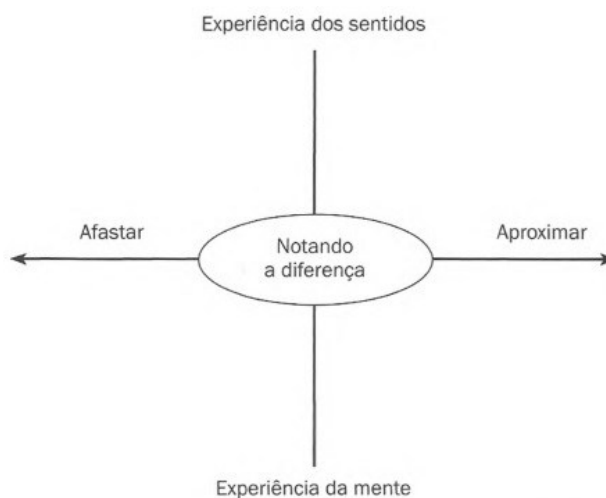 Experiência dos sentidos
Afastar
Aproximar
Notando
a diferença
Experiência da mente